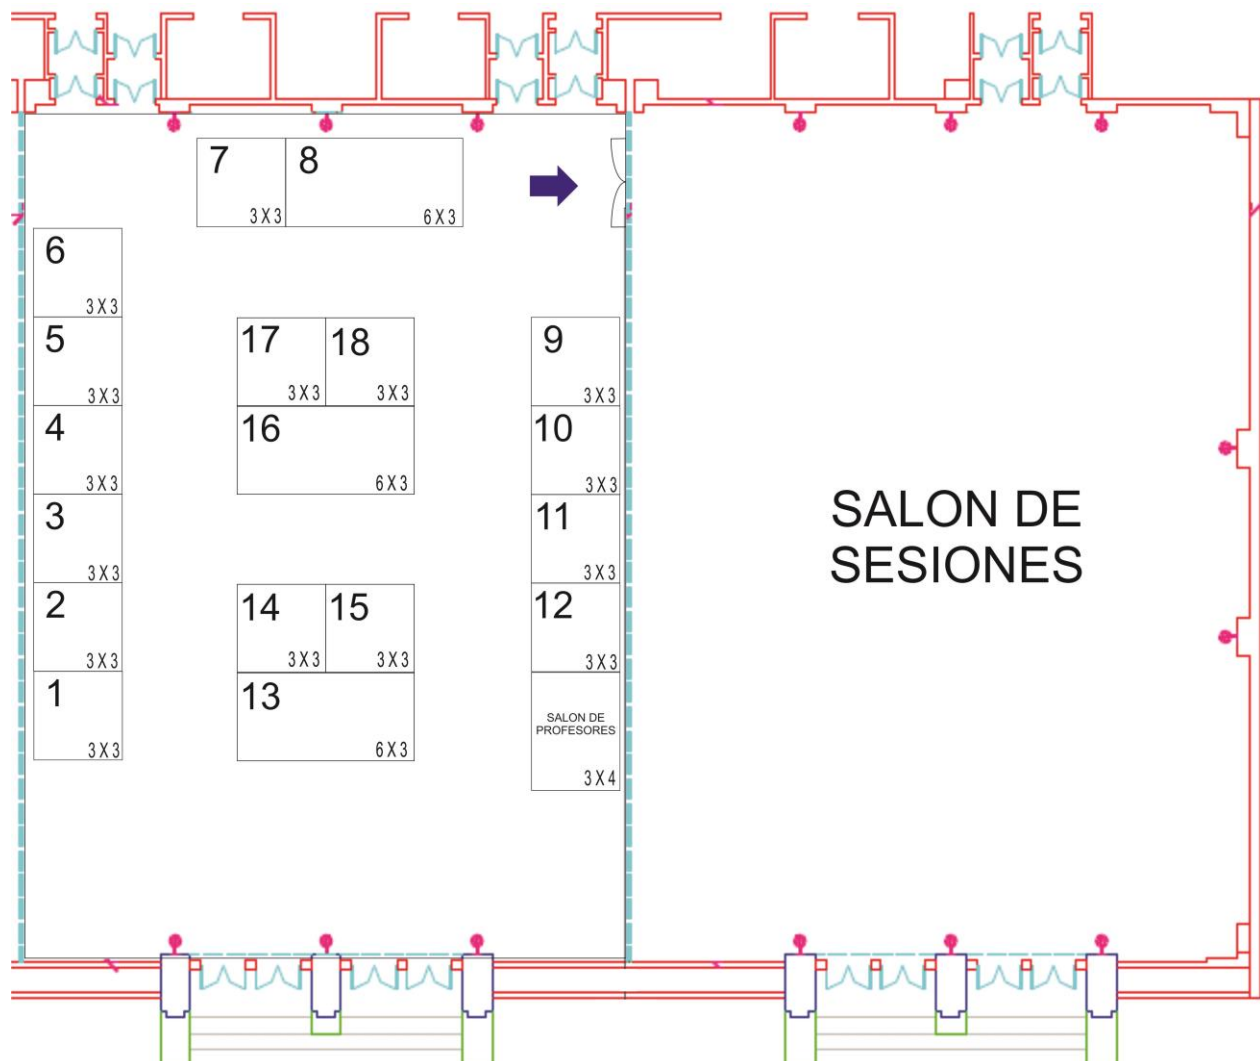 7
3 X 3
8
6 X 3
6
3 X 3
5
3 X 3
4
3 X 3
3
3 X 3
2
3 X 3
1
3 X 3
17
3 X 3
18
3 X 3
16
6 X 3
14
3 X 3
15
3 X 3
13
6 X 3
9
3 X 3
10
3 X 3
11
3 X 3
12
3 X 3
SALON DE
PROFESORES
3 X 4
SALON DE
SESIONES